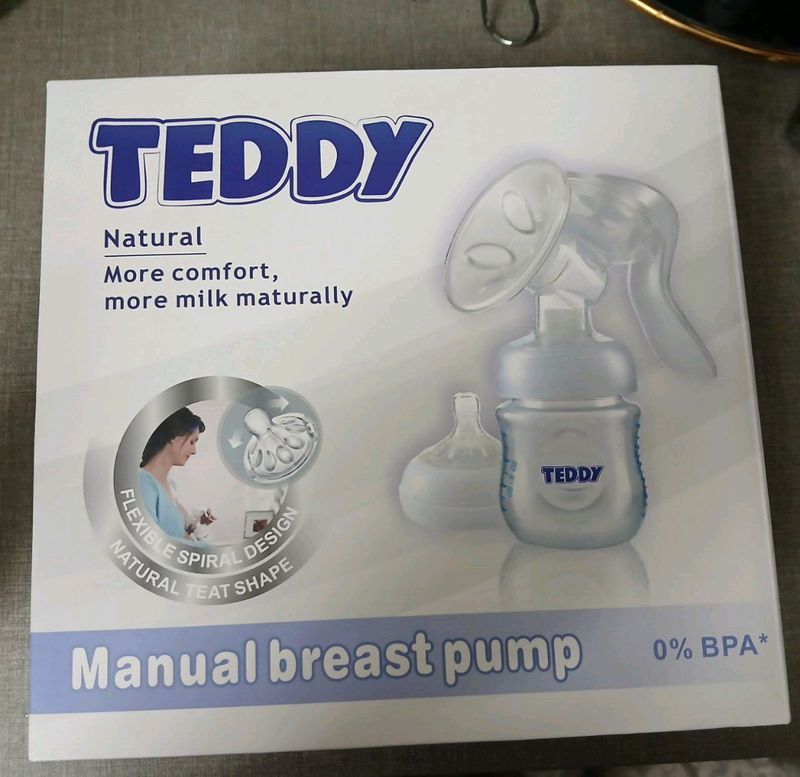 TEDDY
Natural
More comfort,
more milk maturally
FLEXIBLE SPIRAL DESIGN
NATURAL TEAT SHAPE
TEDDY
Manual breast pump
0% BPA*